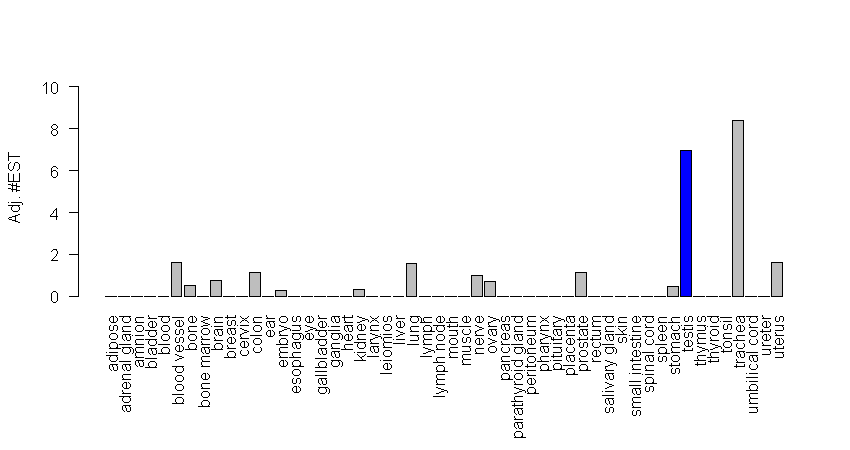 Adj. #EST
10
8
6
4
2
0
adipose
adrenal gland
amnion
bladder
blood
blood vessel
bone
bone marrow
brain
breast
cervix
colon
ear
embryo
esophagus
eye
gallbladder
ganglia
heart
kidney
larynx
leiomios
liver
lung
lymph
lymph node
mouth
muscle
nerve
ovary
pancreas
parathyroid gland
peritoneum
pharynx
pituitary
placenta
prostate
rectum
salivary gland
skin
small intestine
spinal cord
spleen
stomach
testis
thymus
thyroid
tonsil
trachea
umbilical cord
ureter
uterus